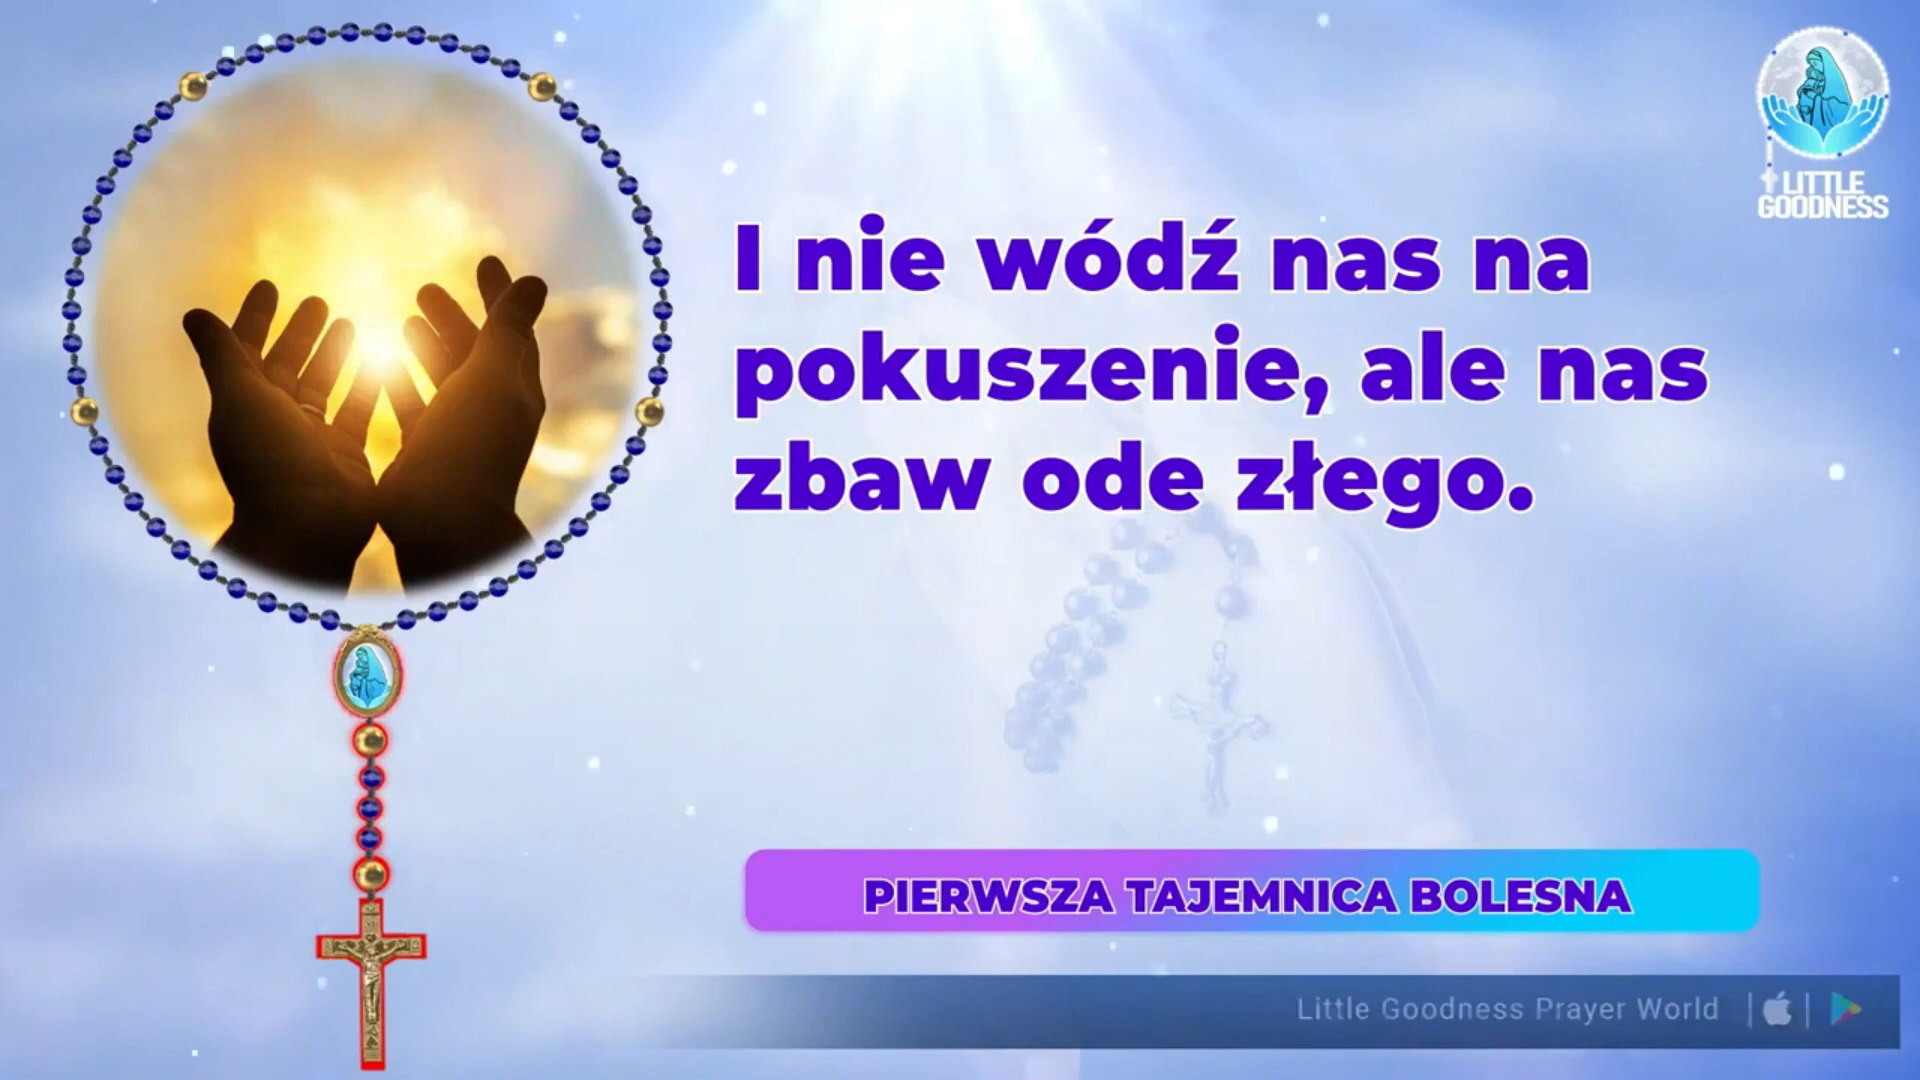 LITTLE
GOODNESS
I nie wódź nas na
pokuszenie, ale nas
zbaw ode złego.
PIERWSZA TAJEMNICA BOLESNA
Little Goodness Prayer World